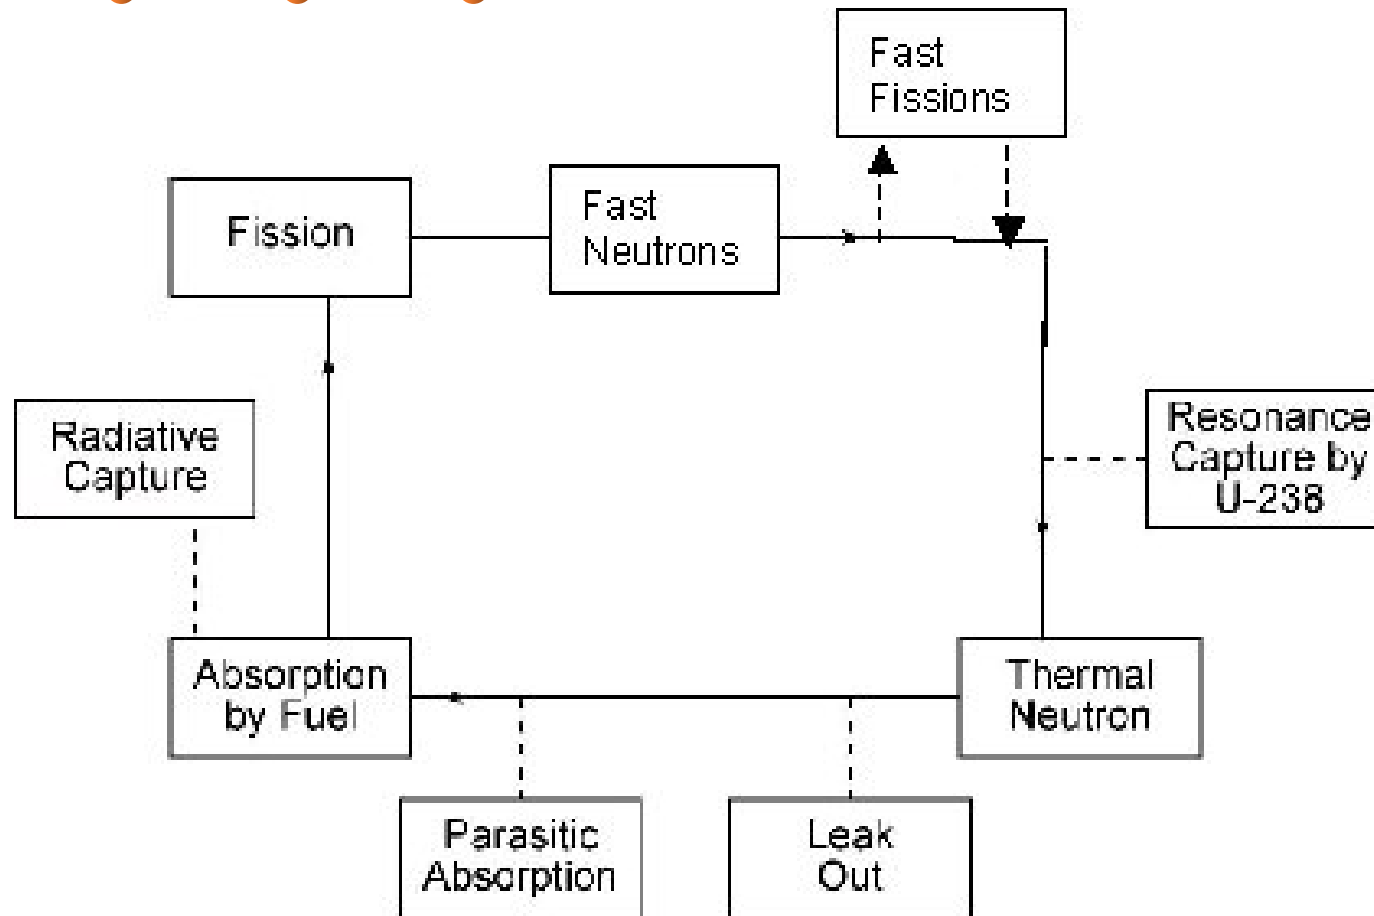 Fast
Fissions
Fission
Fast
Neutrons
Radiative
Capture
Resonance
Capture by
U-238
Absorption
by Fuel
Thermal
Neutron
Parasitic
Absorption
Leak
Out